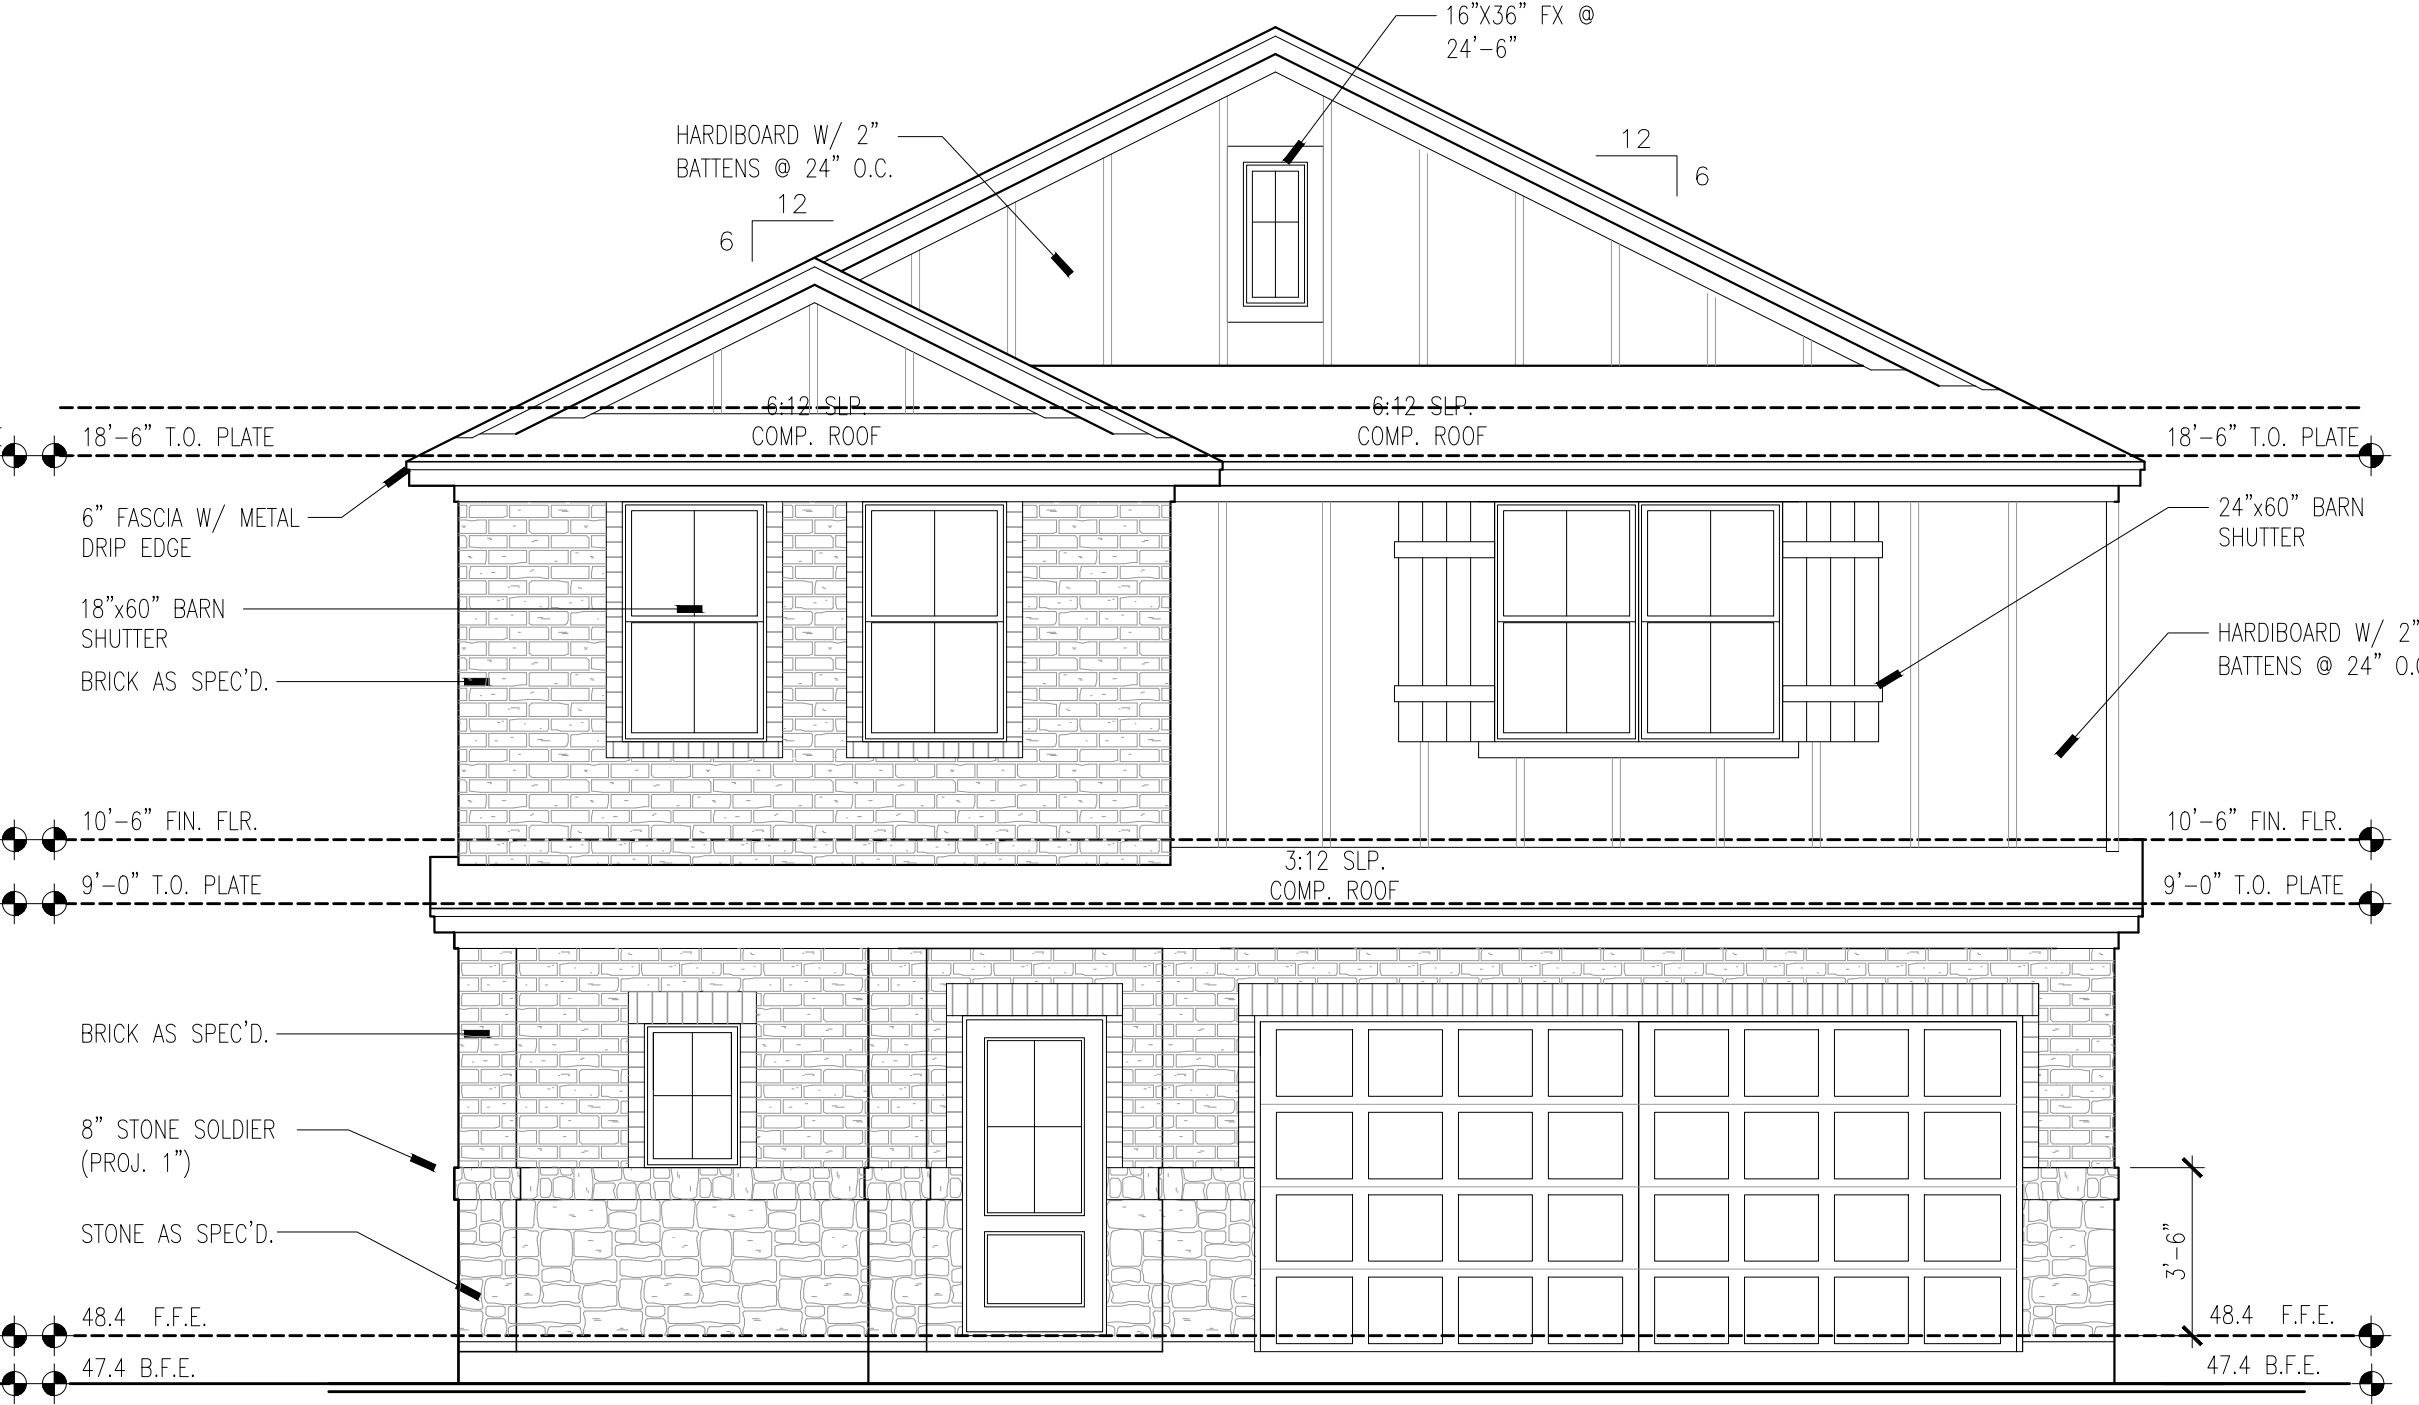 16"X36" FX @
24'-6"
HARDIBOARD W/ 2"
BATTENS @ 24" O.C.
12
6
12
6
6:12 SLP.
COMP. ROOF
6:12 SLP.
COMP. ROOF
18'-6" T.O. PLATE
18'-6" T.O. PLATE
6" FASCIA W/ METAL
DRIP EDGE
24"x60" BARN
SHUTTER
18"x60" BARN
SHUTTER
HARDIBOARD W/ 2"
BATTENS @ 24" O.C
BRICK AS SPEC'D.
10'-6" FIN. FLR.
10'-6" FIN. FLR.
3:12 SLP.
COMP. ROOF
9'-0" T.O. PLATE
9'-0" T.O. PLATE
BRICK AS SPEC'D.
8" STONE SOLDIER
(PROJ. 1")
STONE AS SPEC'D.
3'-6"
48.4 F.F.E.
48.4 F.F.E.
47.4 B.F.E.
47.4 B.F.E.